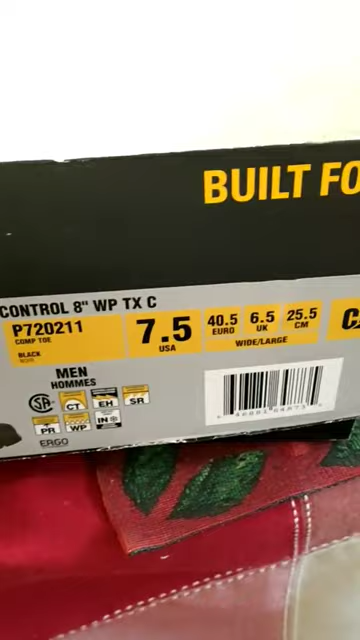 BUILT FO
CONTROL 8" WP TX C
P720211
COMP TOE
BLACK
NOIR
7.5
USA
40.5
EURO
6.5
UK
25.5
CM
WIDE/LARGE
MEN
HOMMES
CT
EH
SR
PR
WP
IN
ERGO